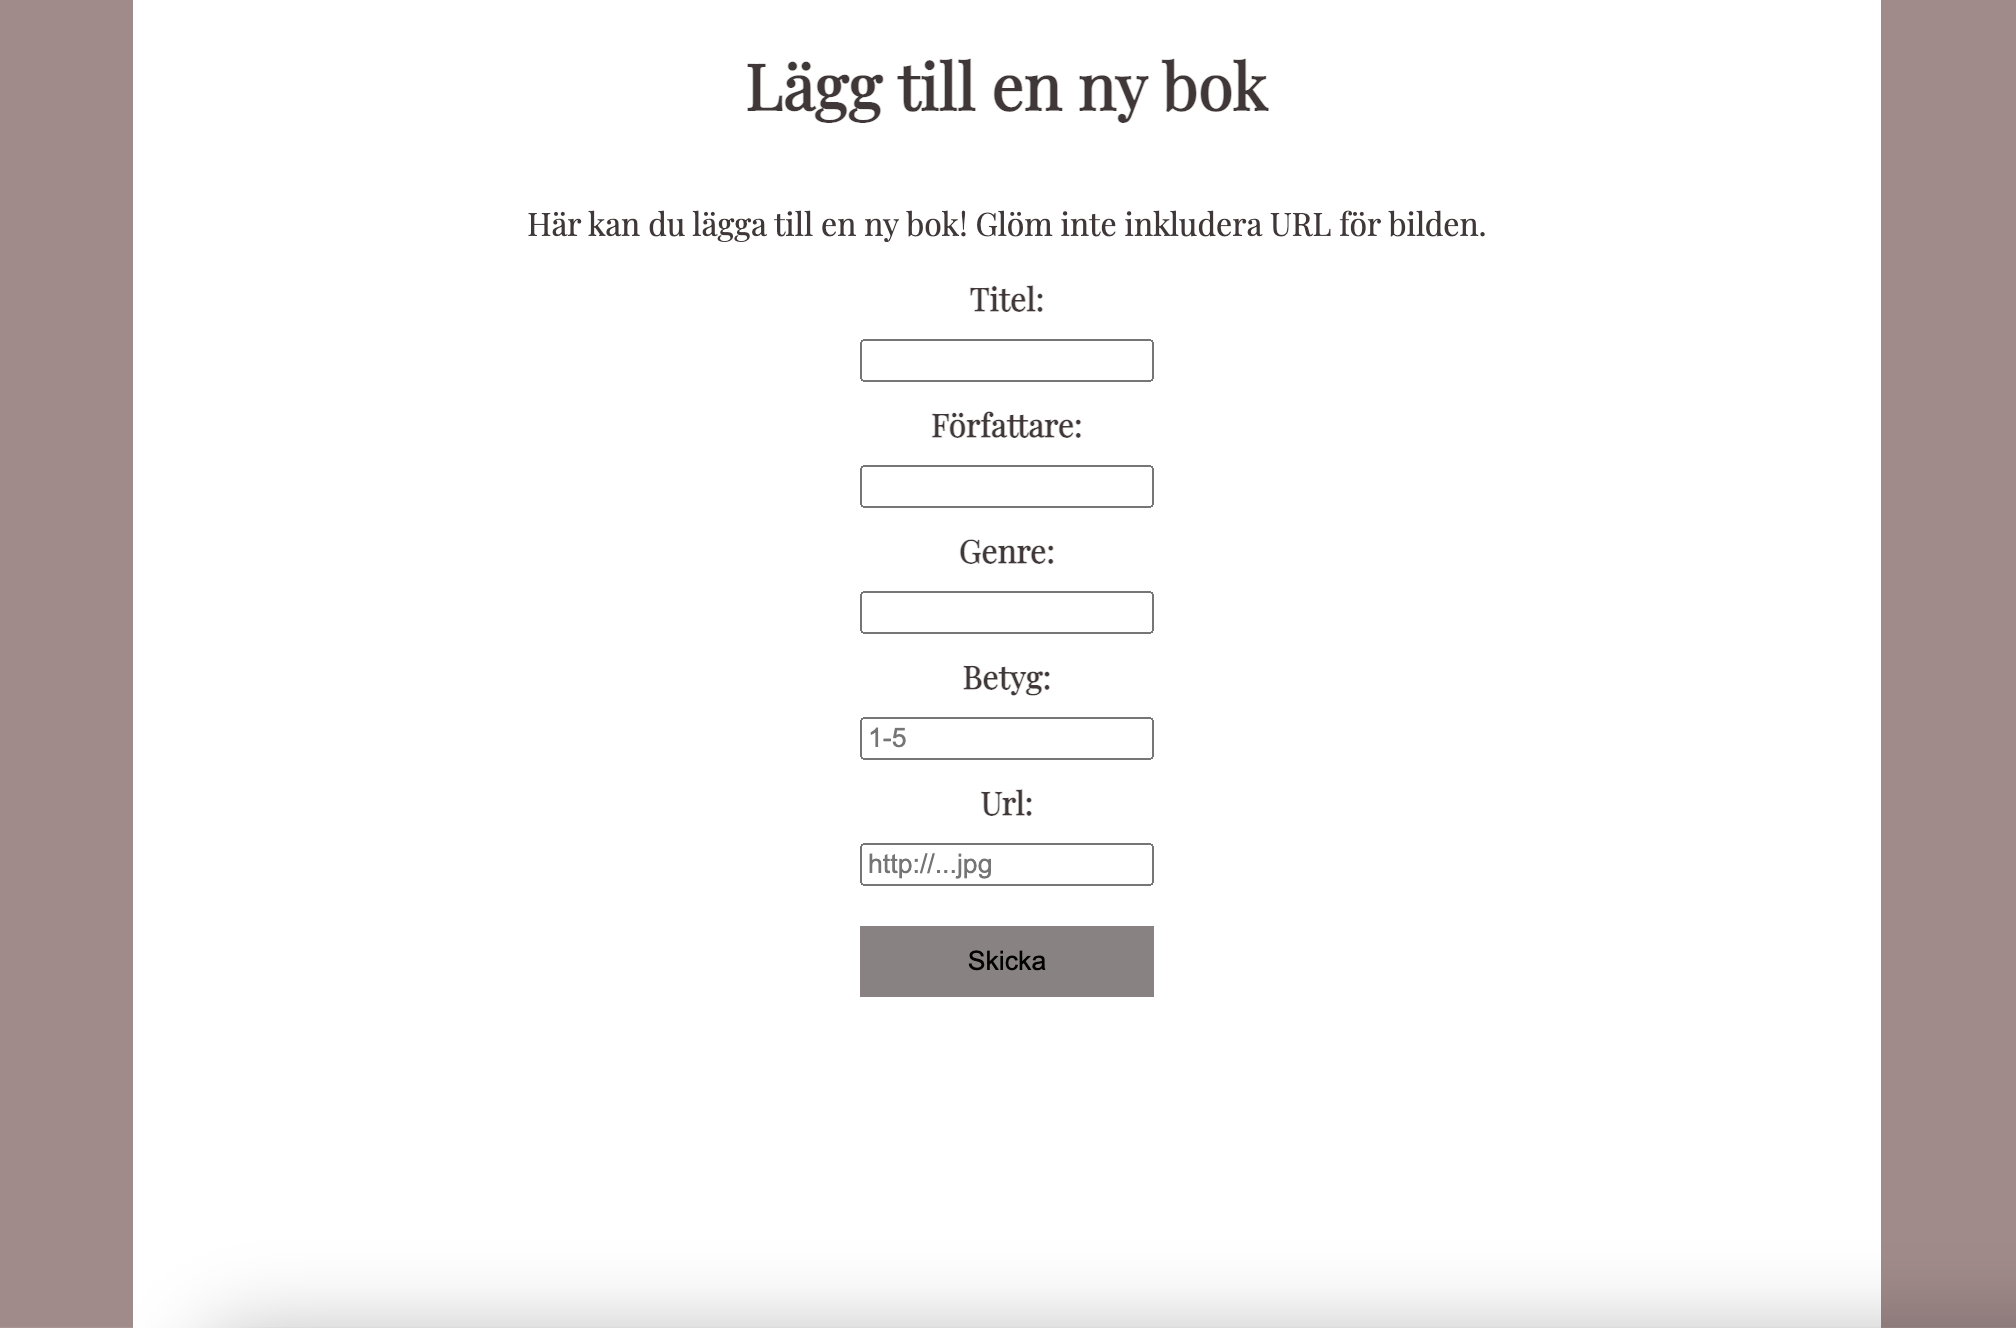 Lägg till en ny bok
Här kan du lägga till en ny bok! Glöm inte inkludera URL för bilden.
Titel:
Författare:
Genre:
Betyg:
1-5
Url:
http://...jpg
Skicka